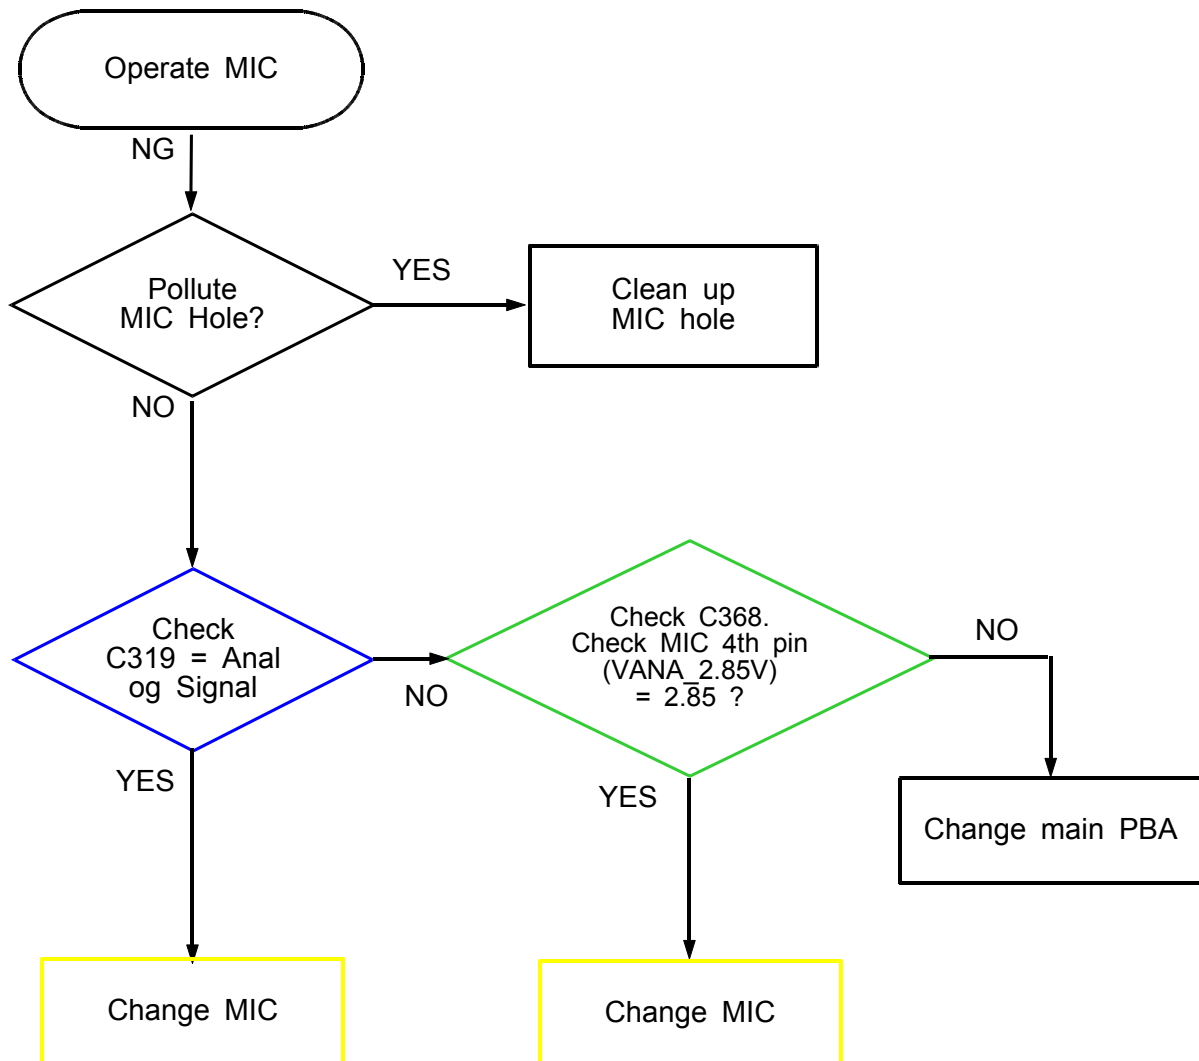 Operate MIC
NG
Pollute
MIC Hole?
YES
Clean up
MIC hole
NO
Check
C319 = Anal
og Signal
NO
Check C368.
Check MIC 4th pin
(VANA_2.85V)
= 2.85 ?
NO
YES
YES
Change main PBA
Change MIC
Change MIC